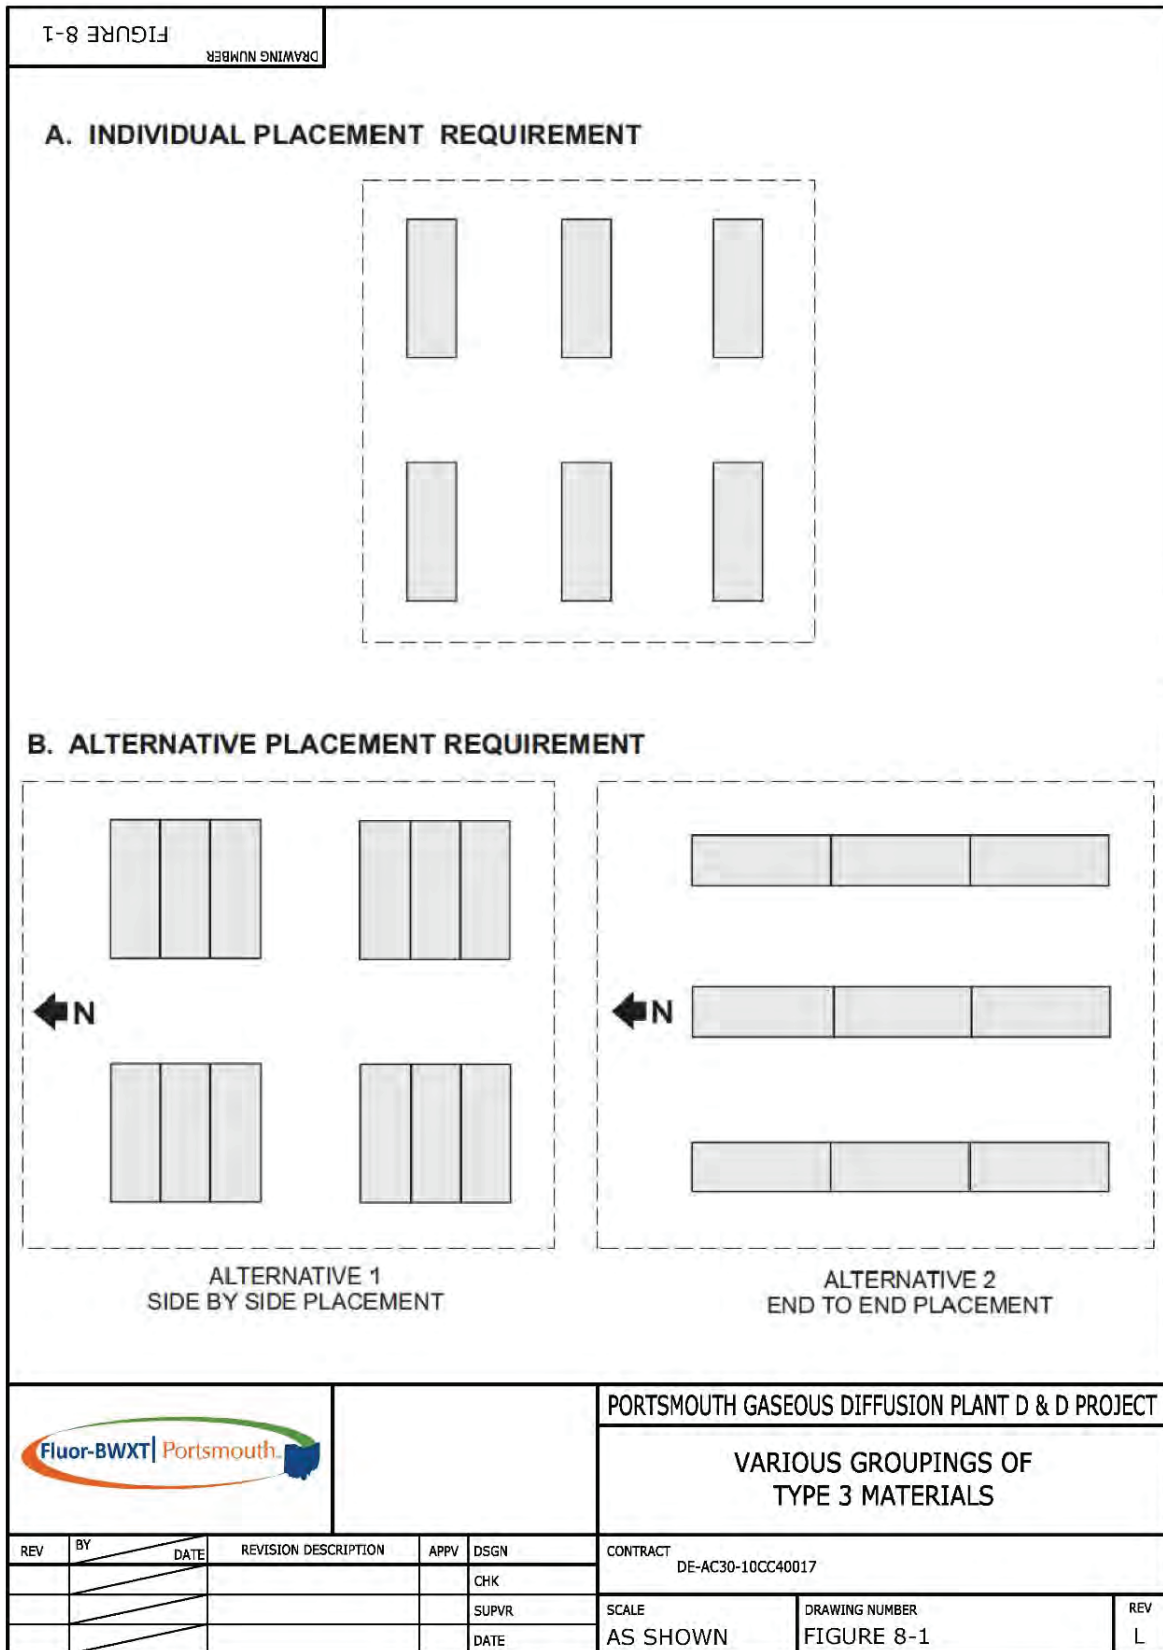 FIGURE 8-1
DRAWING NUMBER
A. INDIVIDUAL PLACEMENT REQUIREMENT
B. ALTERNATIVE PLACEMENT REQUIREMENT
N
N
ALTERNATIVE 1
SIDE BY SIDE PLACEMENT
ALTERNATIVE 2
END TO END PLACEMENT
Fluor-BWXT| Portsmouth
PORTSMOUTH GASEOUS DIFFUSION PLANT D & D PROJECT
VARIOUS GROUPINGS OF
TYPE 3 MATERIALS
REV BY DATE REVISION DESCRIPTION APPV DSGN
CHK
SUPVR
DATE
CONTRACT
DE-AC30-10CC40017
SCALE
AS SHOWN
DRAWING NUMBER
FIGURE 8-1
REV
L